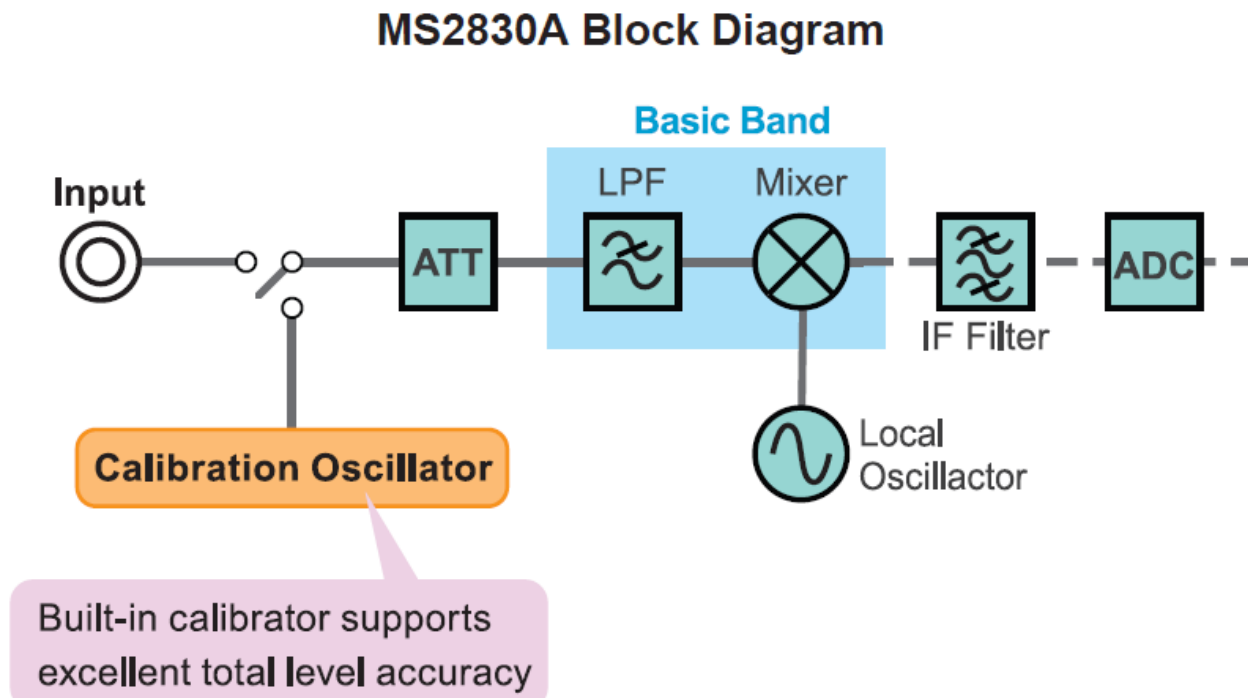 MS2830A Block Diagram
Basic Band
Input
LPF
Mixer
ATT
ADC
IF Filter
Calibration Oscillator
Local
Oscillactor
Built-in calibrator supports
excellent total level accuracy